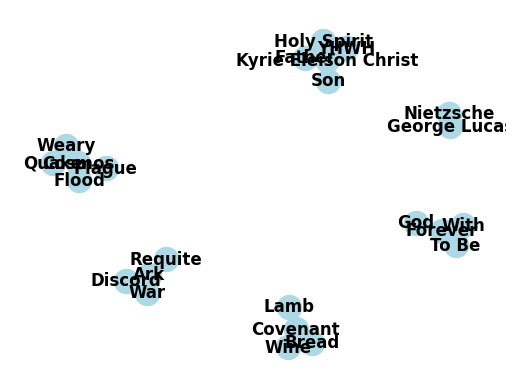 Holy Spirit
YHWH
Father
Kyrie Eleison Christ
Son
Nietzsche
George Lucas
Weary
Quake
Cosmos
Plague
Flood
God
With
Forever
To Be
Requite
Ark
Discord
War
Lamb
Covenant
Bread
Wine